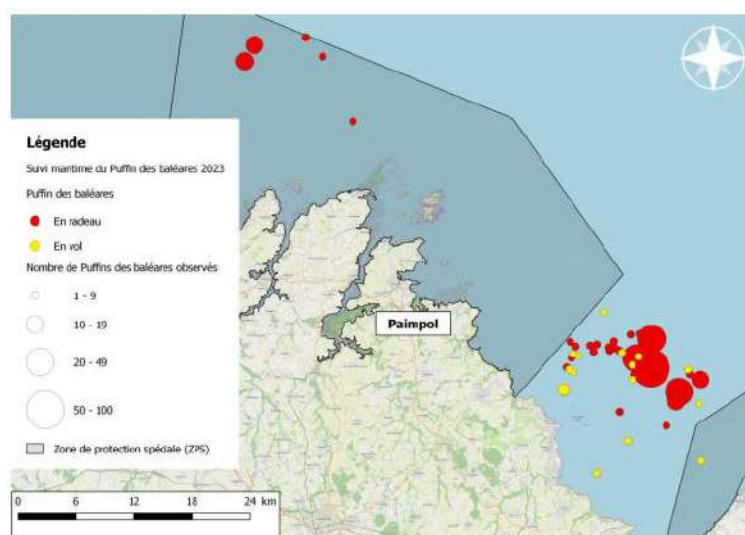 Légende
Suivi maritime du Puffin des baléares 2023
Puffin des baléares
En radeau
En vol
Nombre de Puffins des baléares observés
1 - 9
10 - 19
20 - 49
50 - 100
Zone de protection spéciale (ZPS)
Paimpol
0 6 12 18 24 km